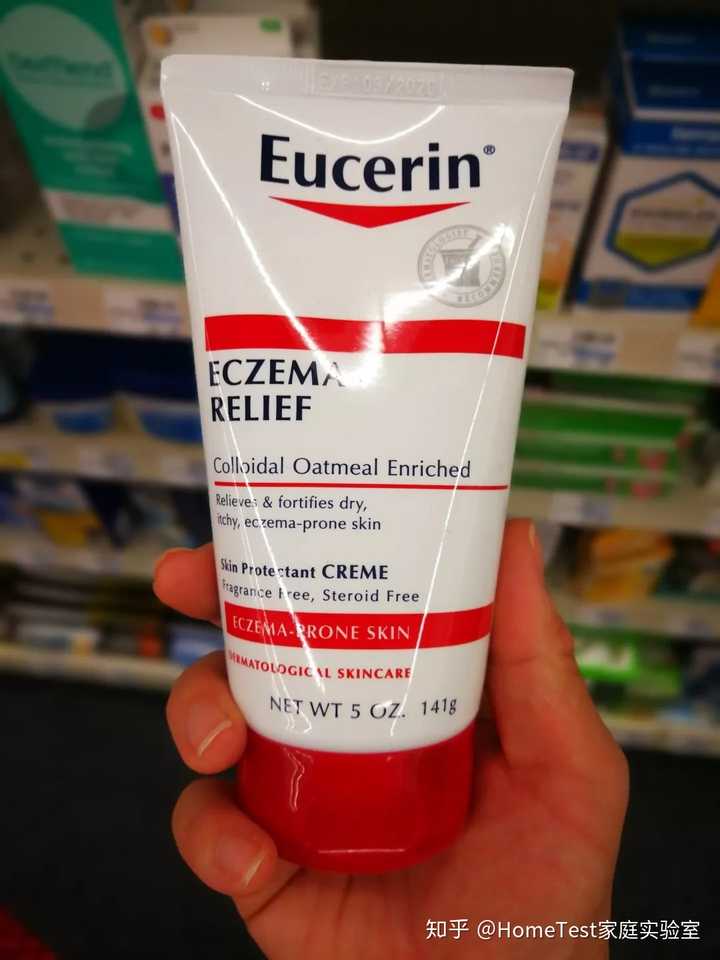 Eucerin®
ECZEMA
RELIEF
Colloidal Oatmeal Enriched
Relieves & fortifies dry,
itchy, eczema-prone skin
Skin Protectant CREME
Fragrance Free, Steroid Free
ECZEMA-PRONE SKIN
DERMATOLOGICAL SKINCARE
NET WT 5 OZ. 141g
知乎 @HomeTest家庭实验室